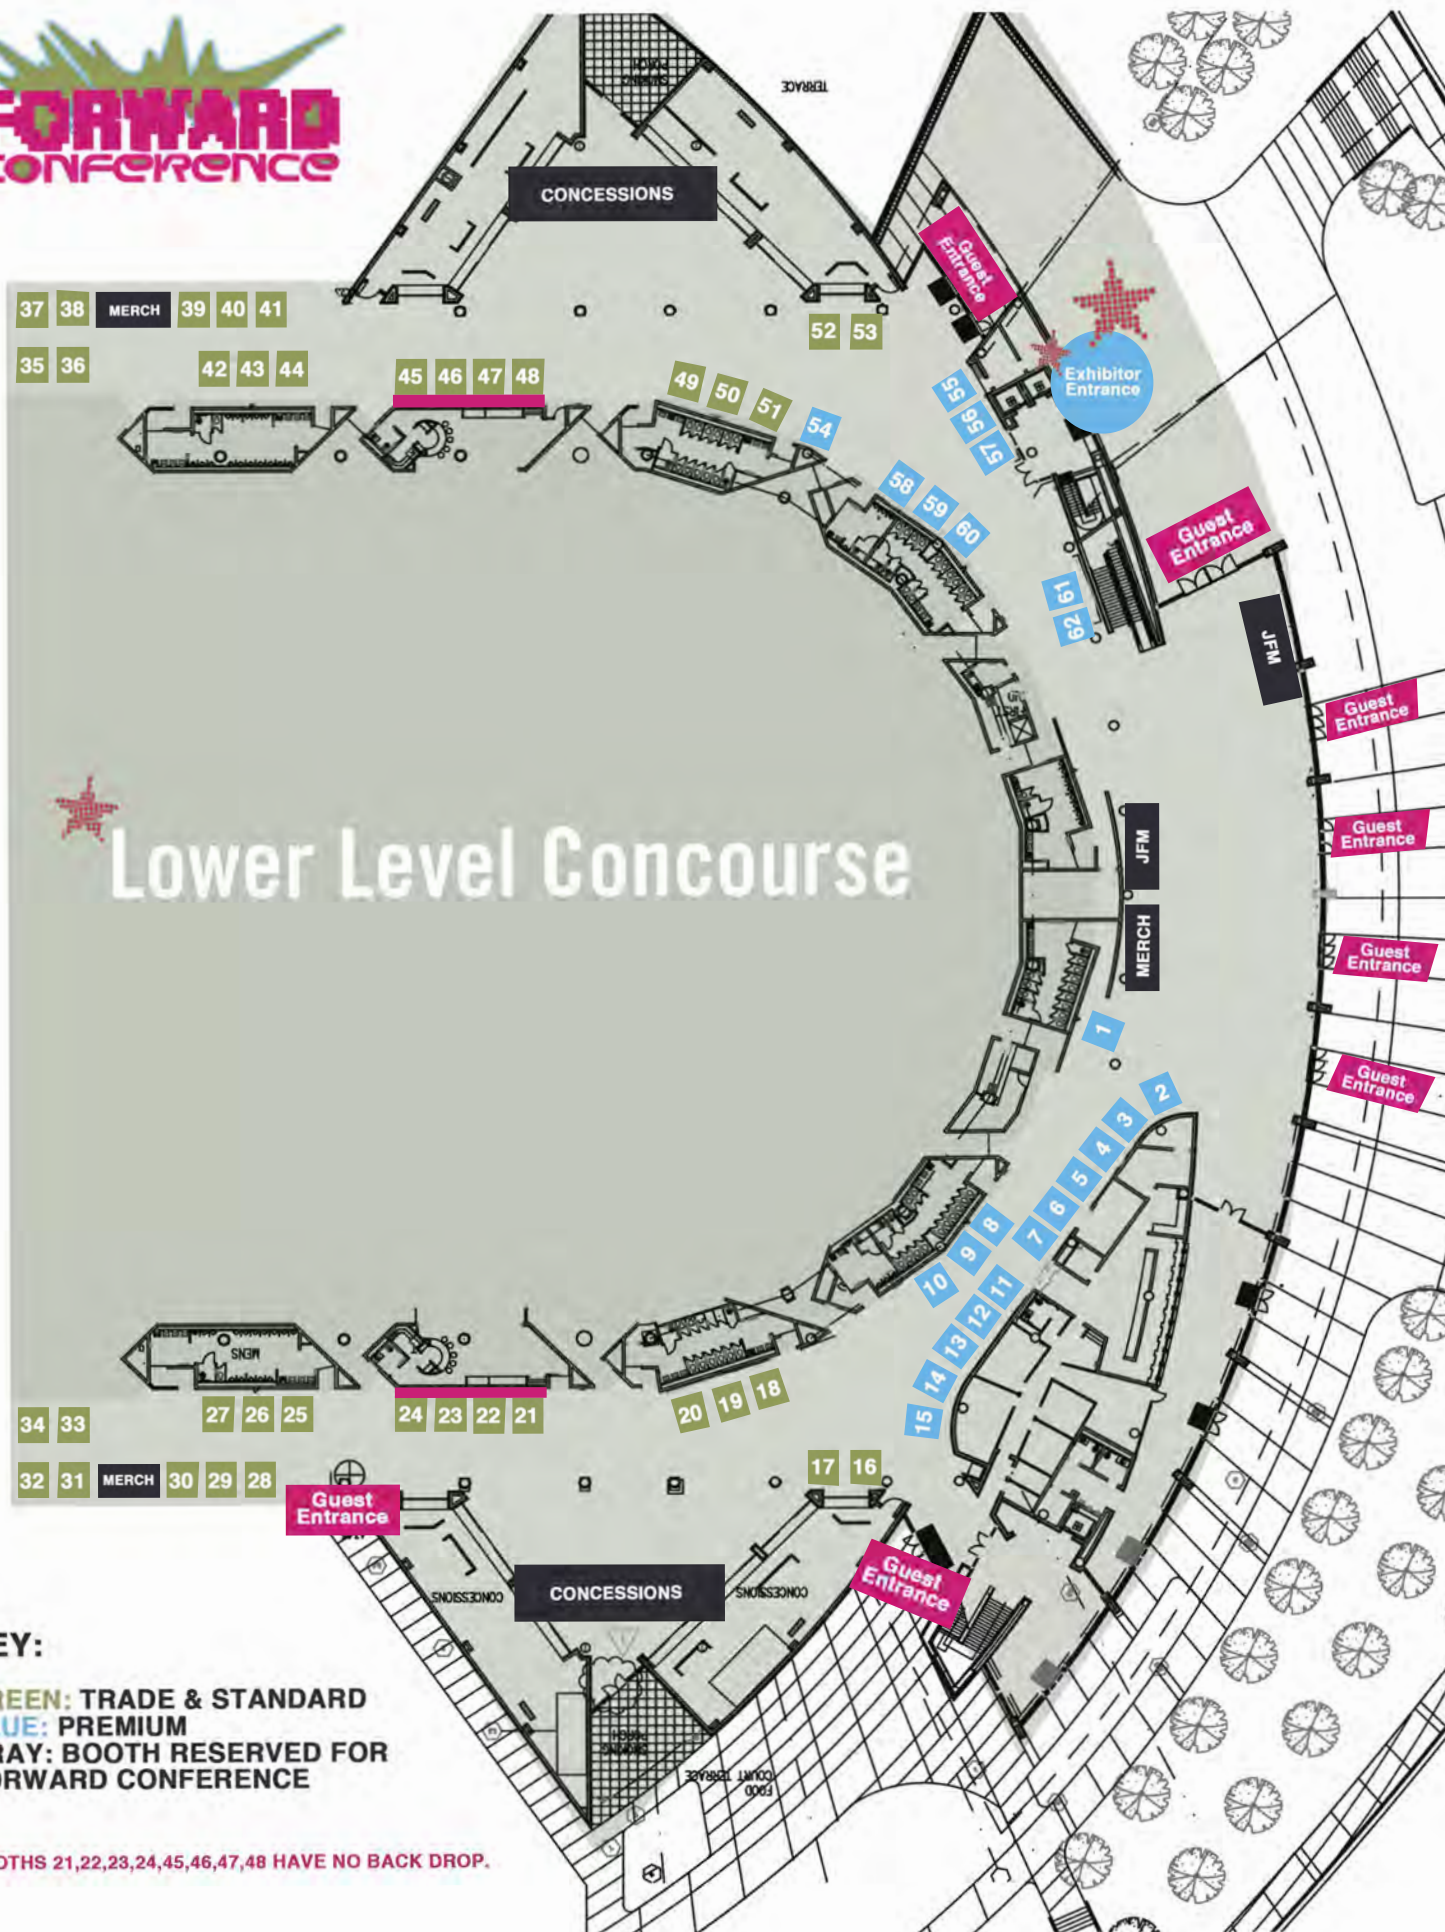 FORWARD
CONFERENCE
SMOKING
PORCH
TERRACE
CONCESSIONS
Guest
Entrance
37 38 MERCH 39 40 41
52 53
35 36
42 43 44
45 46 47 48
49 50 51
54
55
56
57
Exhibitor
Entrance
58
59
60
Guest
Entrance
61
62
JFM
Guest
Entrance
JFM
Guest
Entrance
Lower Level Concourse
MERCH
Guest
Entrance
1
Guest
Entrance
2
3
4
5
6
7
8
9
10
11
12
13
14
15
MENS
34 33
27 26 25
24 23 22 21
20 19 18
17 16
32 31 MERCH 30 29 28
Guest
Entrance
Guest
Entrance
CONCESSIONS
CONCESSIONS
CONCESSIONS
SMOKING
PORCH
FOOD
COURT TERRACE
EY:
REEN: TRADE & STANDARD
UE: PREMIUM
RAY: BOOTH RESERVED FOR
ORWARD CONFERENCE
OTHS 21,22,23,24,45,46,47,48 HAVE NO BACK DROP.